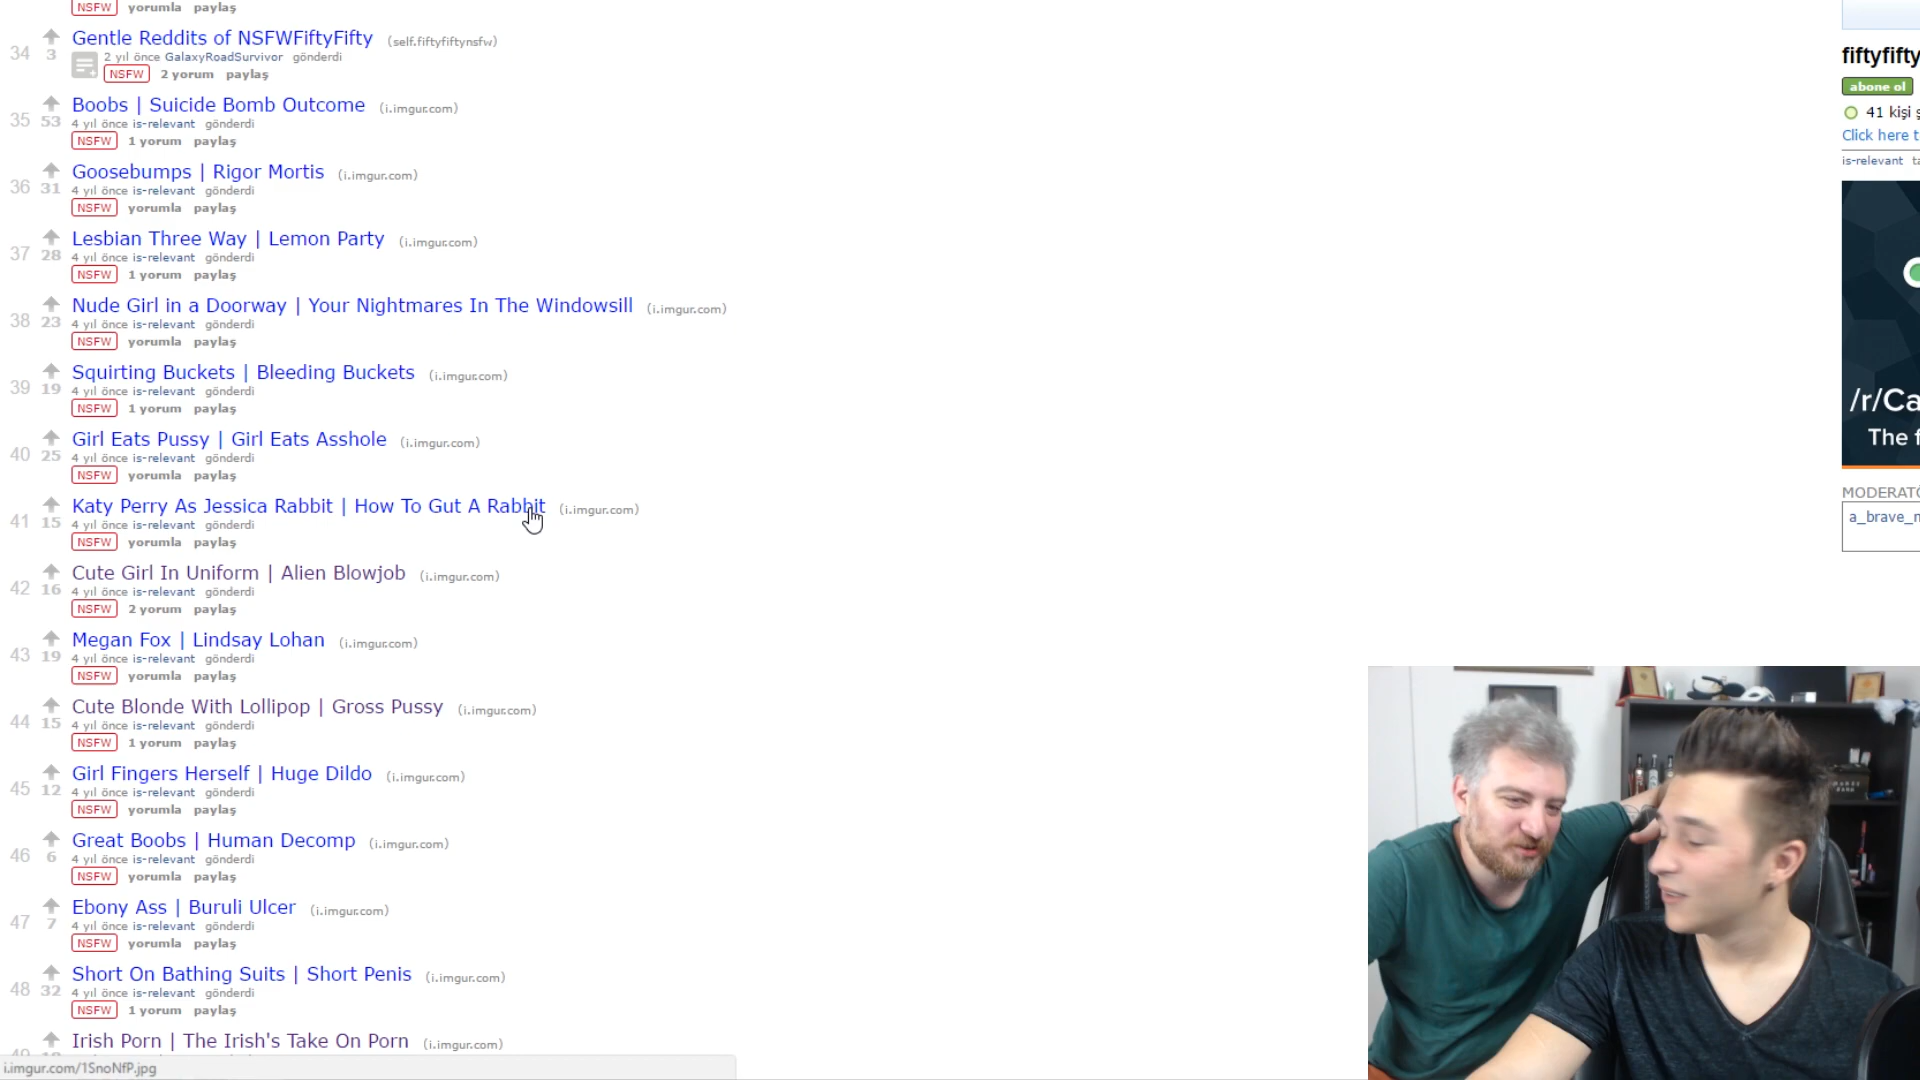 NSFW yorumla paylaş
34 3 Gentle Reddits of NSFWFiftyFifty (self.fiftyfiftynsfw)
2 yıl önce GalaxyRoadSurvivor gönderdi
NSFW 2 yorum paylaş
35 53 Boobs | Suicide Bomb Outcome (i.imgur.com)
4 yıl önce is-relevant gönderdi
NSFW 1 yorum paylaş
36 31 Goosebumps | Rigor Mortis (i.imgur.com)
4 yıl önce is-relevant gönderdi
NSFW yorumla paylaş
37 28 Lesbian Three Way | Lemon Party (i.imgur.com)
4 yıl önce is-relevant gönderdi
NSFW 1 yorum paylaş
38 23 Nude Girl in a Doorway | Your Nightmares In The Windowsill (i.imgur.com)
4 yıl önce is-relevant gönderdi
NSFW yorumla paylaş
39 19 Squirting Buckets | Bleeding Buckets (i.imgur.com)
4 yıl önce is-relevant gönderdi
NSFW 1 yorum paylaş
40 25 Girl Eats Pussy | Girl Eats Asshole (i.imgur.com)
4 yıl önce is-relevant gönderdi
NSFW yorumla paylaş
41 15 Katy Perry As Jessica Rabbit | How To Gut A Rabbit (i.imgur.com)
4 yıl önce is-relevant gönderdi
NSFW yorumla paylaş
42 16 Cute Girl In Uniform | Alien Blowjob (i.imgur.com)
4 yıl önce is-relevant gönderdi
NSFW 2 yorum paylaş
43 19 Megan Fox | Lindsay Lohan (i.imgur.com)
4 yıl önce is-relevant gönderdi
NSFW yorumla paylaş
44 15 Cute Blonde With Lollipop | Gross Pussy (i.imgur.com)
4 yıl önce is-relevant gönderdi
NSFW 1 yorum paylaş
45 12 Girl Fingers Herself | Huge Dildo (i.imgur.com)
4 yıl önce is-relevant gönderdi
NSFW yorumla paylaş
46 6 Great Boobs | Human Decomp (i.imgur.com)
4 yıl önce is-relevant gönderdi
NSFW yorumla paylaş
47 7 Ebony Ass | Buruli Ulcer (i.imgur.com)
4 yıl önce is-relevant gönderdi
NSFW yorumla paylaş
48 32 Short On Bathing Suits | Short Penis (i.imgur.com)
4 yıl önce is-relevant gönderdi
NSFW 1 yorum paylaş
Irish Porn | The Irish's Take On Porn (i.imgur.com)
i.imgur.com/1SnoNfP.jpg
fiftyfifty
abone ol
41 kişi ş
Click here t
is-relevant ta
/r/Ca
The f
MODERATÖ
a_brave_n